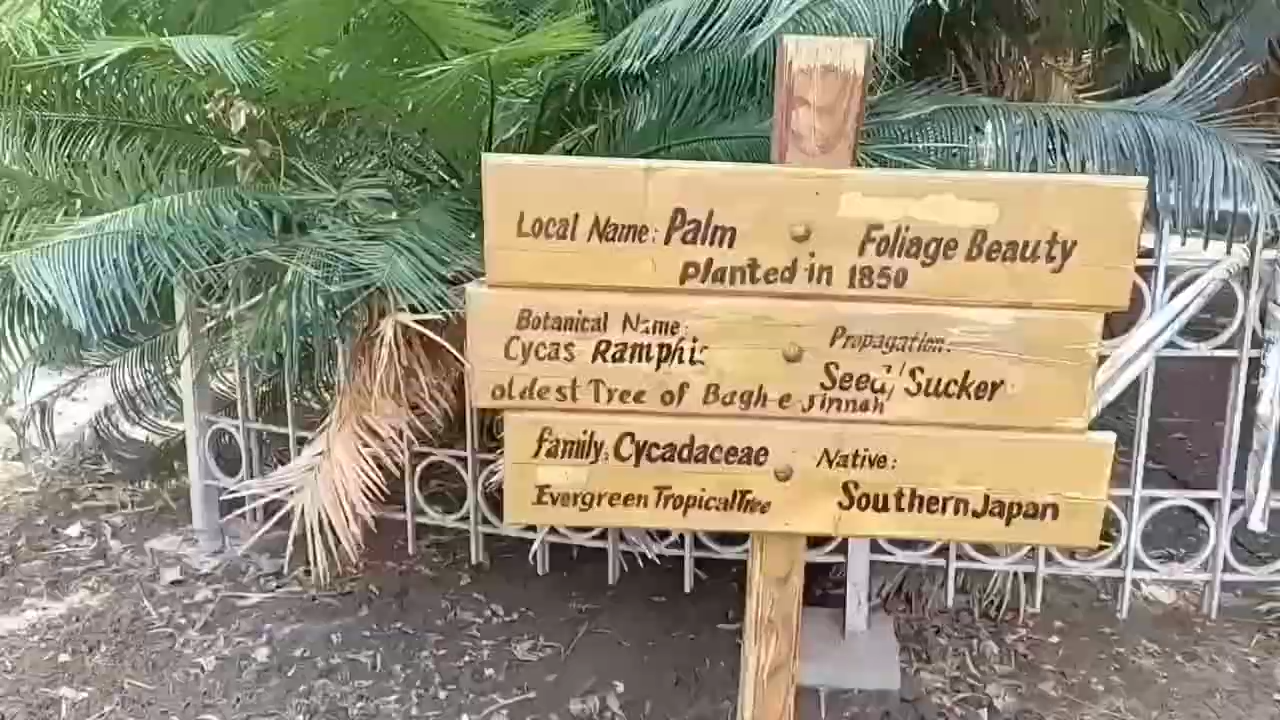 Local Name: Palm
Foliage Beauty
Planted in 1850
Botanical Name:
Cycas Ramphis
Propagation:
Seed/Sucker
oldest Tree of Bagh-e-Jinnah
family: Cycadaceae
Native:
Evergreen Tropical Tree
Southern Japan